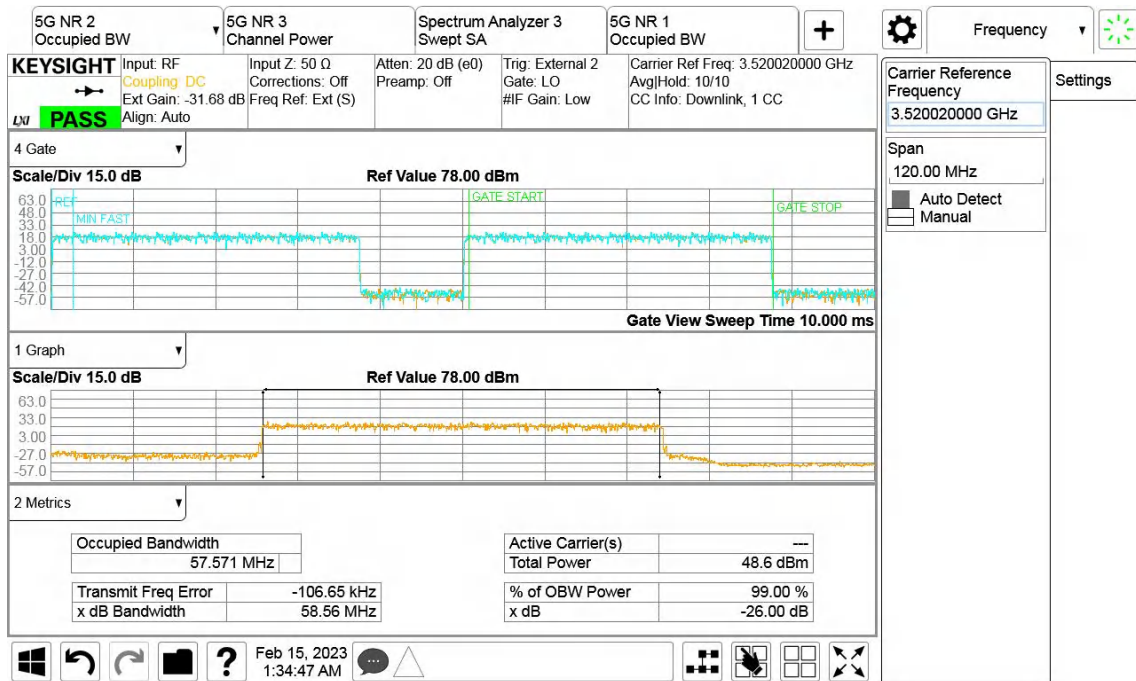 5G NR 2
Occupied BW
5G NR 3
Channel Power
Spectrum Analyzer 3
Swept SA
5G NR 1
Occupied BW
Frequency
KEYSIGHT
LXI
PASS
Input: RF
Coupling: DC
Ext Gain: -31.68 dB
Align: Auto
Input Z: 50 Ω
Corrections: Off
Freq Ref: Ext (S)
Atten: 20 dB (e0)
Preamp: Off
Trig: External 2
Gate: LO
#IF Gain: Low
Carrier Ref Freq: 3.520020000 GHz
Avg|Hold: 10/10
CC Info: Downlink, 1 CC
Carrier Reference
Frequency
3.520020000 GHz
Span
120.00 MHz
Auto Detect
Manual
Settings
4 Gate
Scale/Div 15.0 dB
Ref Value 78.00 dBm
63.0
48.0
33.0
18.0
3.00
-12.0
-27.0
-42.0
-57.0
REF
MIN FAST
GATE START
GATE STOP
Gate View Sweep Time 10.000 ms
1 Graph
Scale/Div 15.0 dB
Ref Value 78.00 dBm
63.0
33.0
3.00
-27.0
-57.0
2 Metrics
Occupied Bandwidth
57.571 MHz
Transmit Freq Error -106.65 kHz
x dB Bandwidth 58.56 MHz
Active Carrier(s) ---
Total Power 48.6 dBm
% of OBW Power 99.00 %
x dB -26.00 dB
Feb 15, 2023
1:34:47 AM